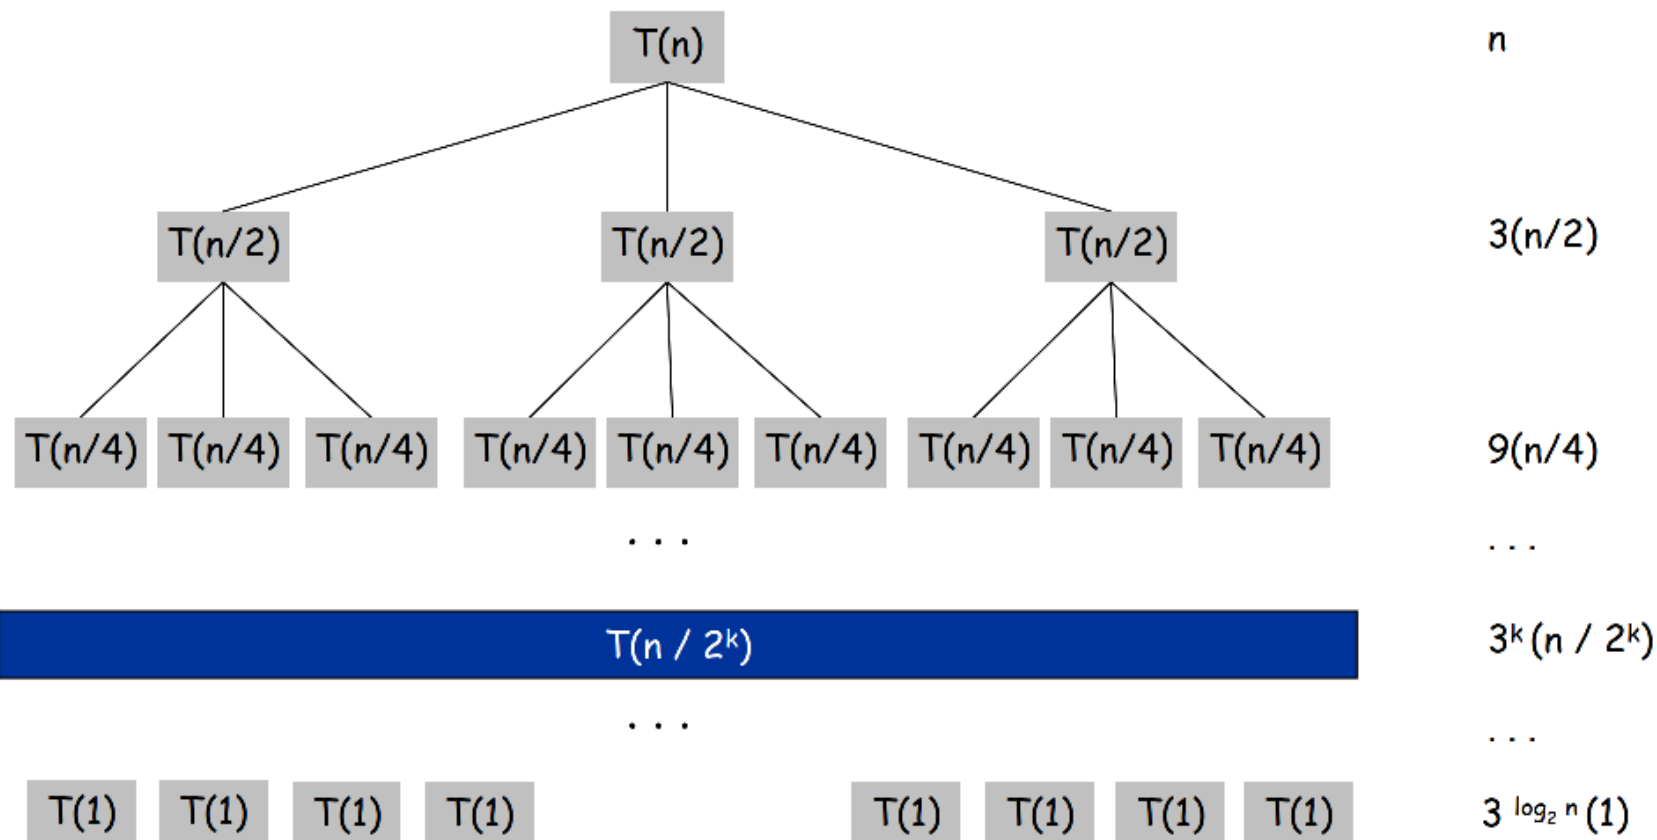 T(n) n
T(n/2) T(n/2) T(n/2) 3(n/2)
T(n/4) T(n/4) T(n/4) T(n/4) T(n/4) T(n/4) T(n/4) T(n/4) T(n/4) 9(n/4)
. . . . . .
T(n / 2ᵏ) 3ᵏ (n / 2ᵏ)
. . . . . .
T(1) T(1) T(1) T(1) T(1) T(1) T(1) T(1) 3 ^(log₂ n) (1)